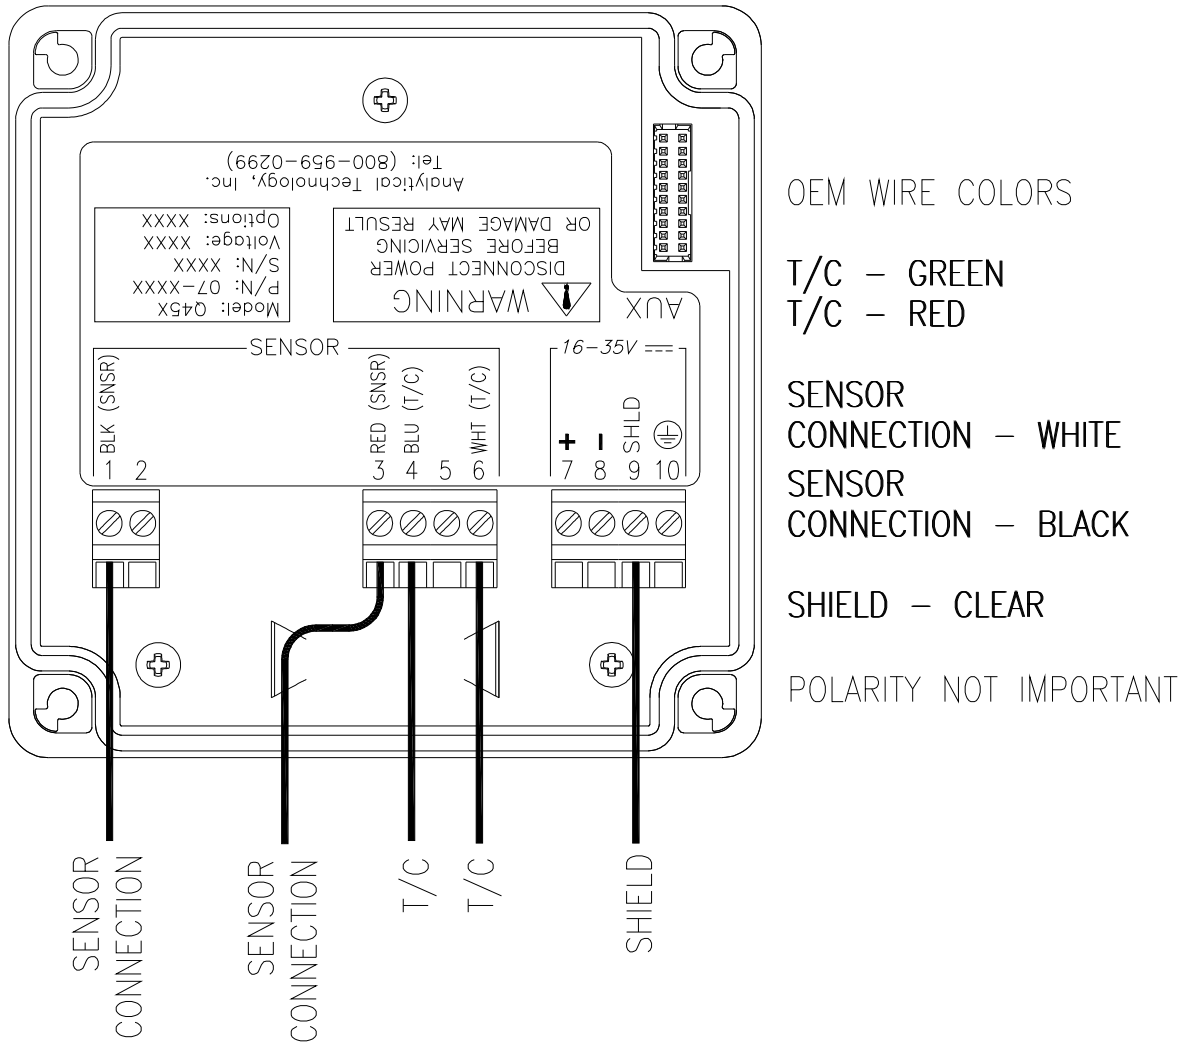 Tel: (800-959-0299)
Analytical Technology, Inc.
Options: XXXX
Voltage: XXXX
S/N: XXXX
P/N: 07-XXXX
Model: Q45X
WARNING
DISCONNECT POWER
BEFORE SERVICING
OR DAMAGE MAY RESULT
AUX
SENSOR
16-35V
BLK (SNSR)
RED (SNSR)
BLU (T/C)
WHT (T/C)
+
-
SHLD
1 2 3 4 5 6 7 8 9 10
SENSOR
CONNECTION
SENSOR
CONNECTION
T/C
T/C
SHIELD
OEM WIRE COLORS
T/C - GREEN
T/C - RED
SENSOR
CONNECTION - WHITE
SENSOR
CONNECTION - BLACK
SHIELD - CLEAR
POLARITY NOT IMPORTANT